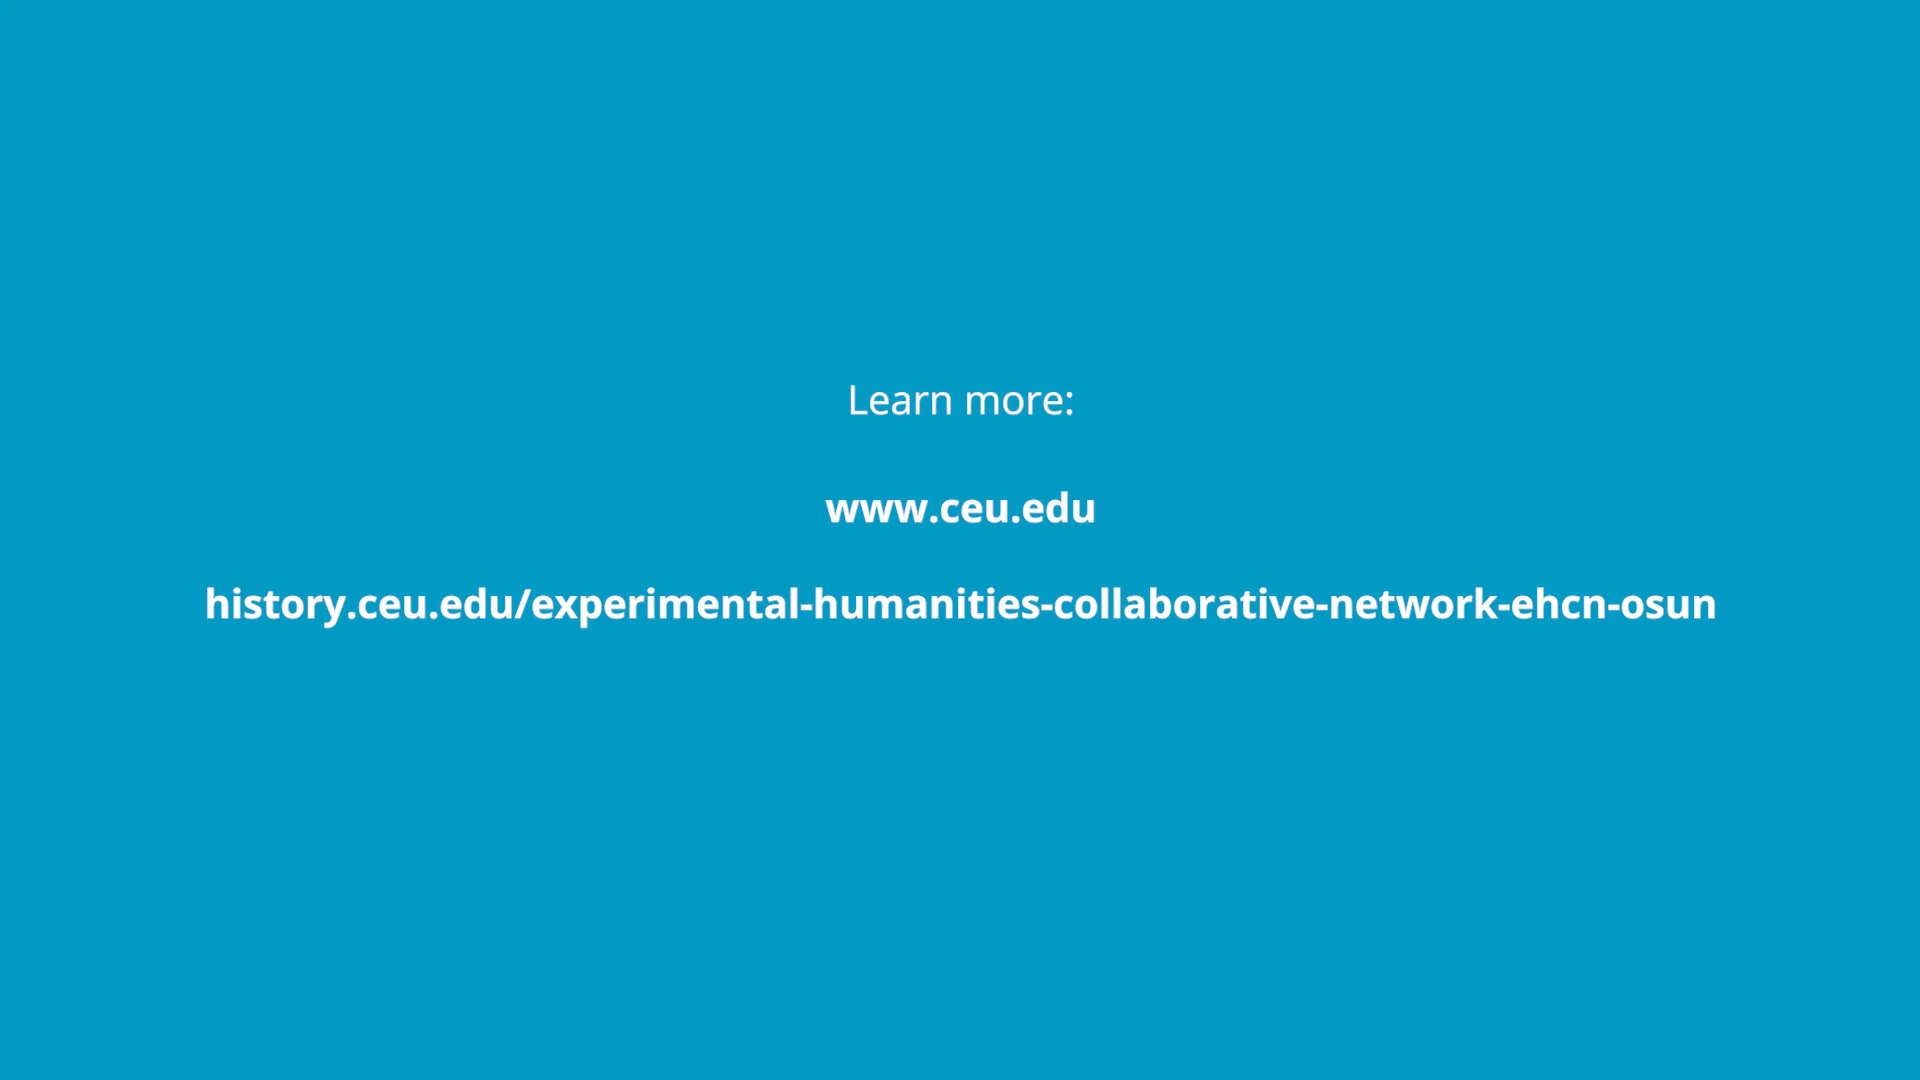 Learn more:
www.ceu.edu
history.ceu.edu/experimental-humanities-collaborative-network-ehcn-osun